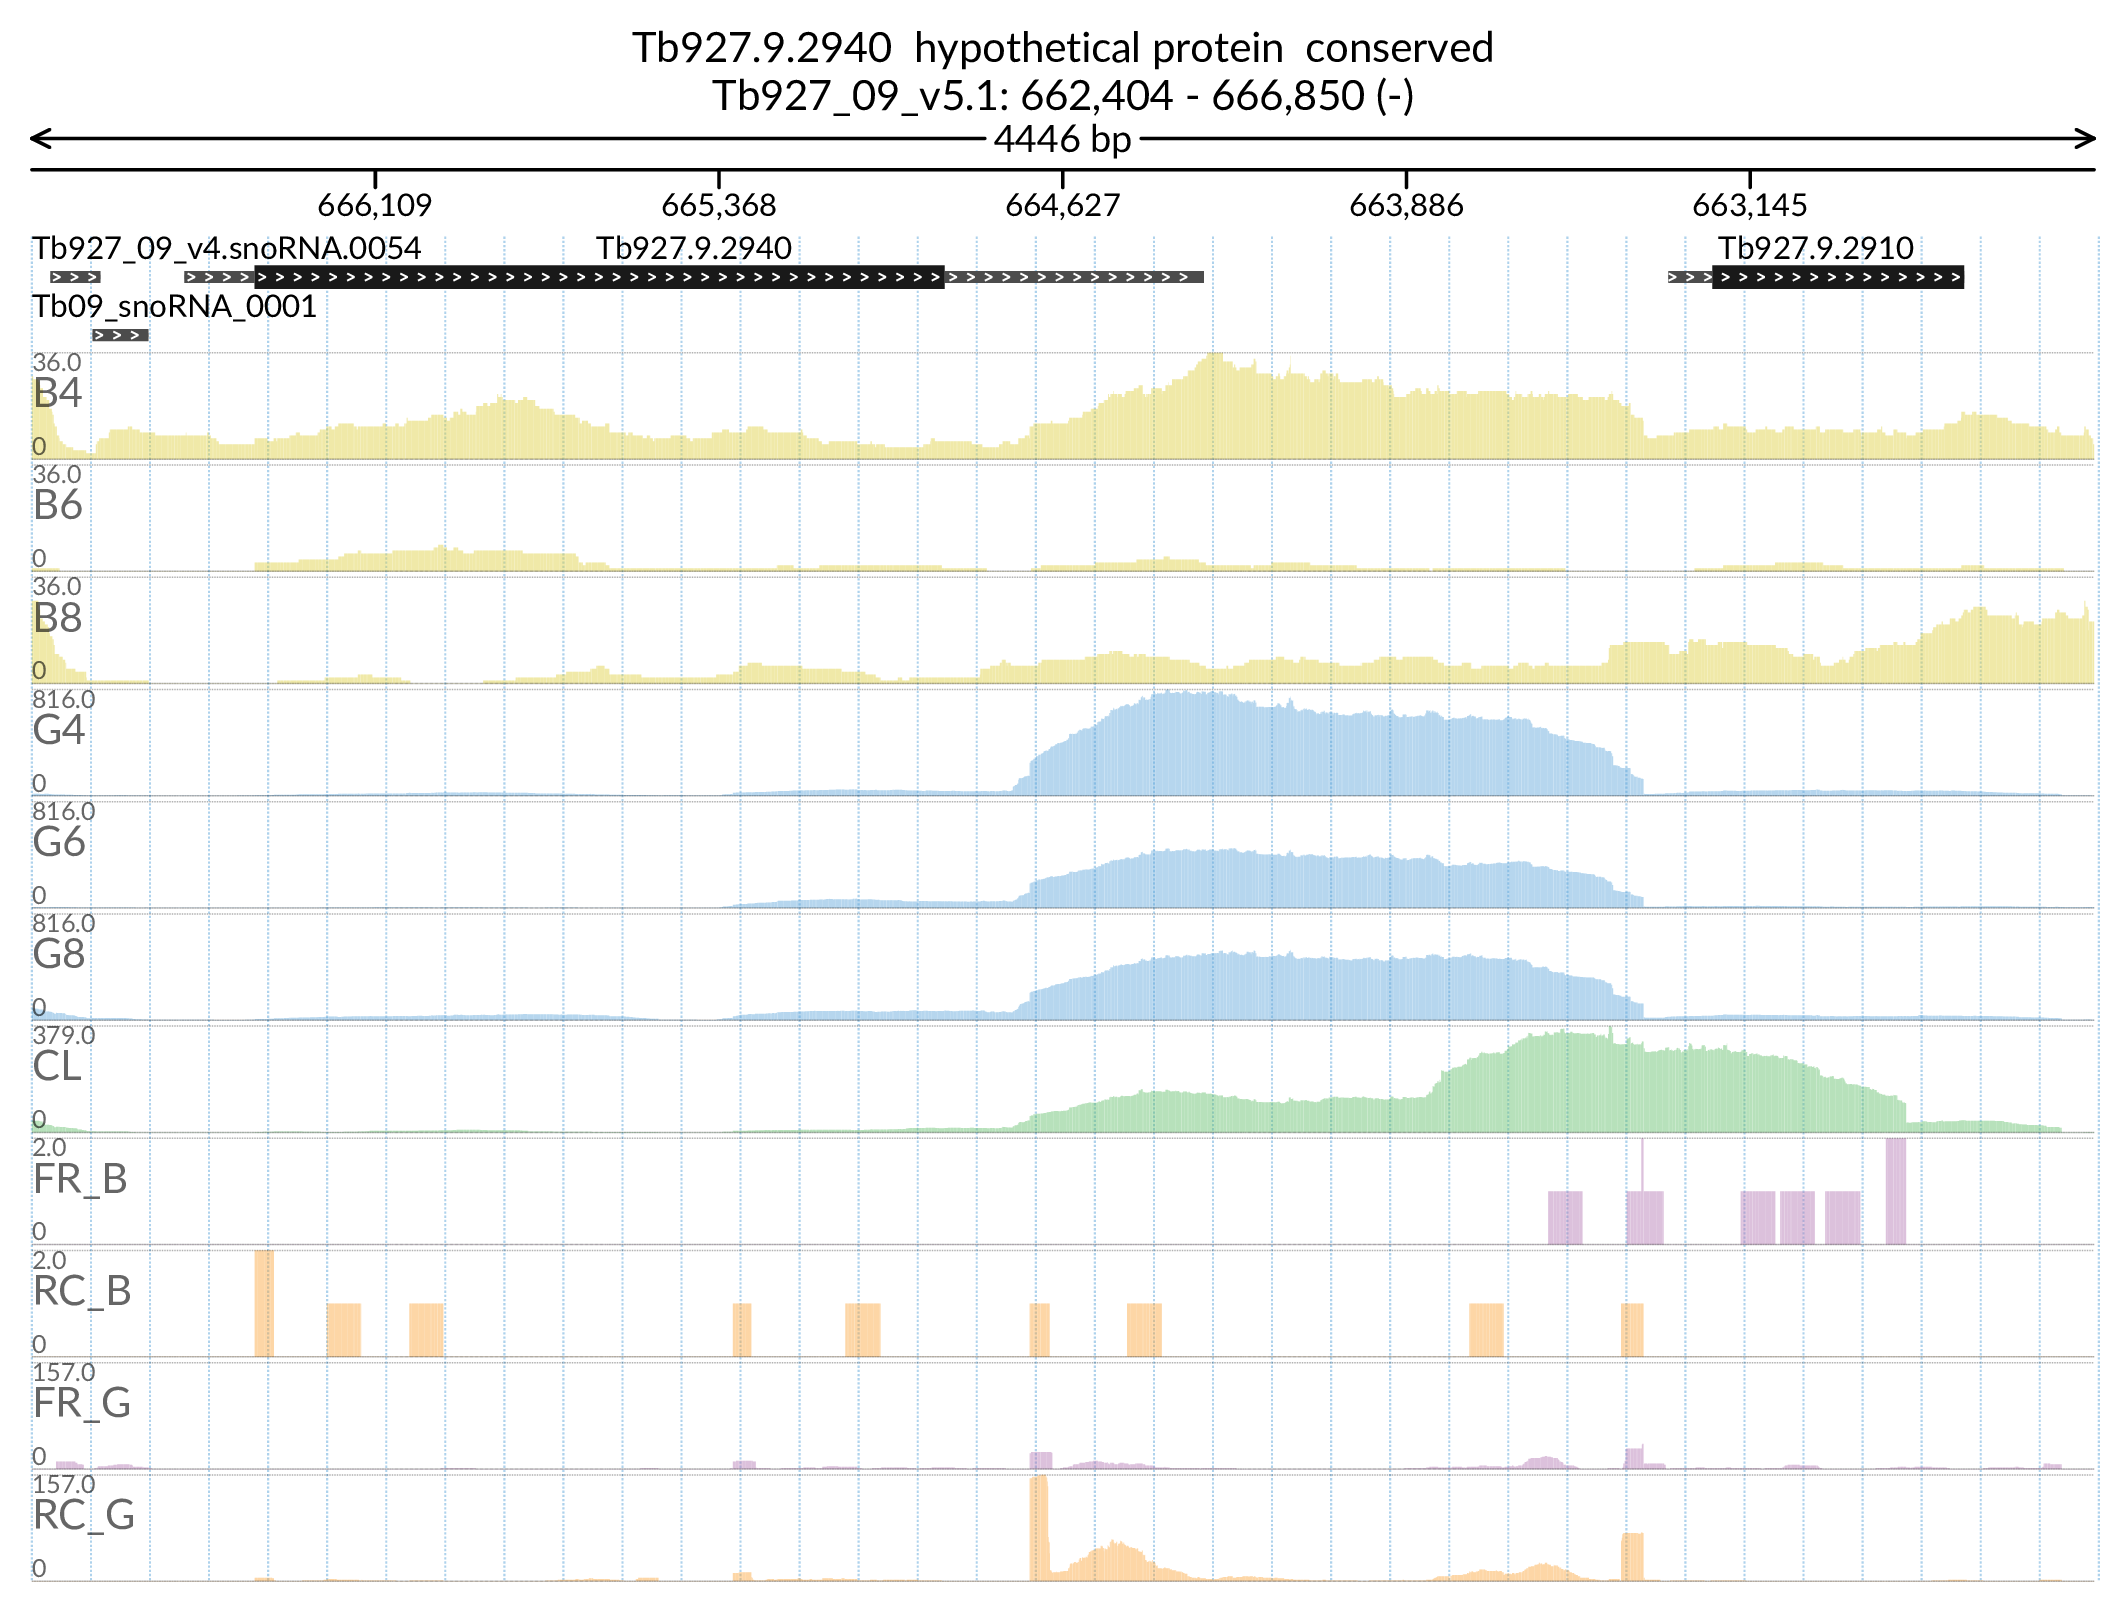 Tb927.9.2940 hypothetical protein conserved
Tb927_09_v5.1: 662,404 - 666,850 (-)
4446 bp
666,109 665,368 664,627 663,886 663,145
Tb927_09_v4.snoRNA.0054 Tb927.9.2940 Tb927.9.2910
Tb09_snoRNA_0001
36.0
B4
0
36.0
B6
0
36.0
B8
0
816.0
G4
0
816.0
G6
0
816.0
G8
0
379.0
CL
0
2.0
FR_B
0
2.0
RC_B
0
157.0
FR_G
0
157.0
RC_G
0